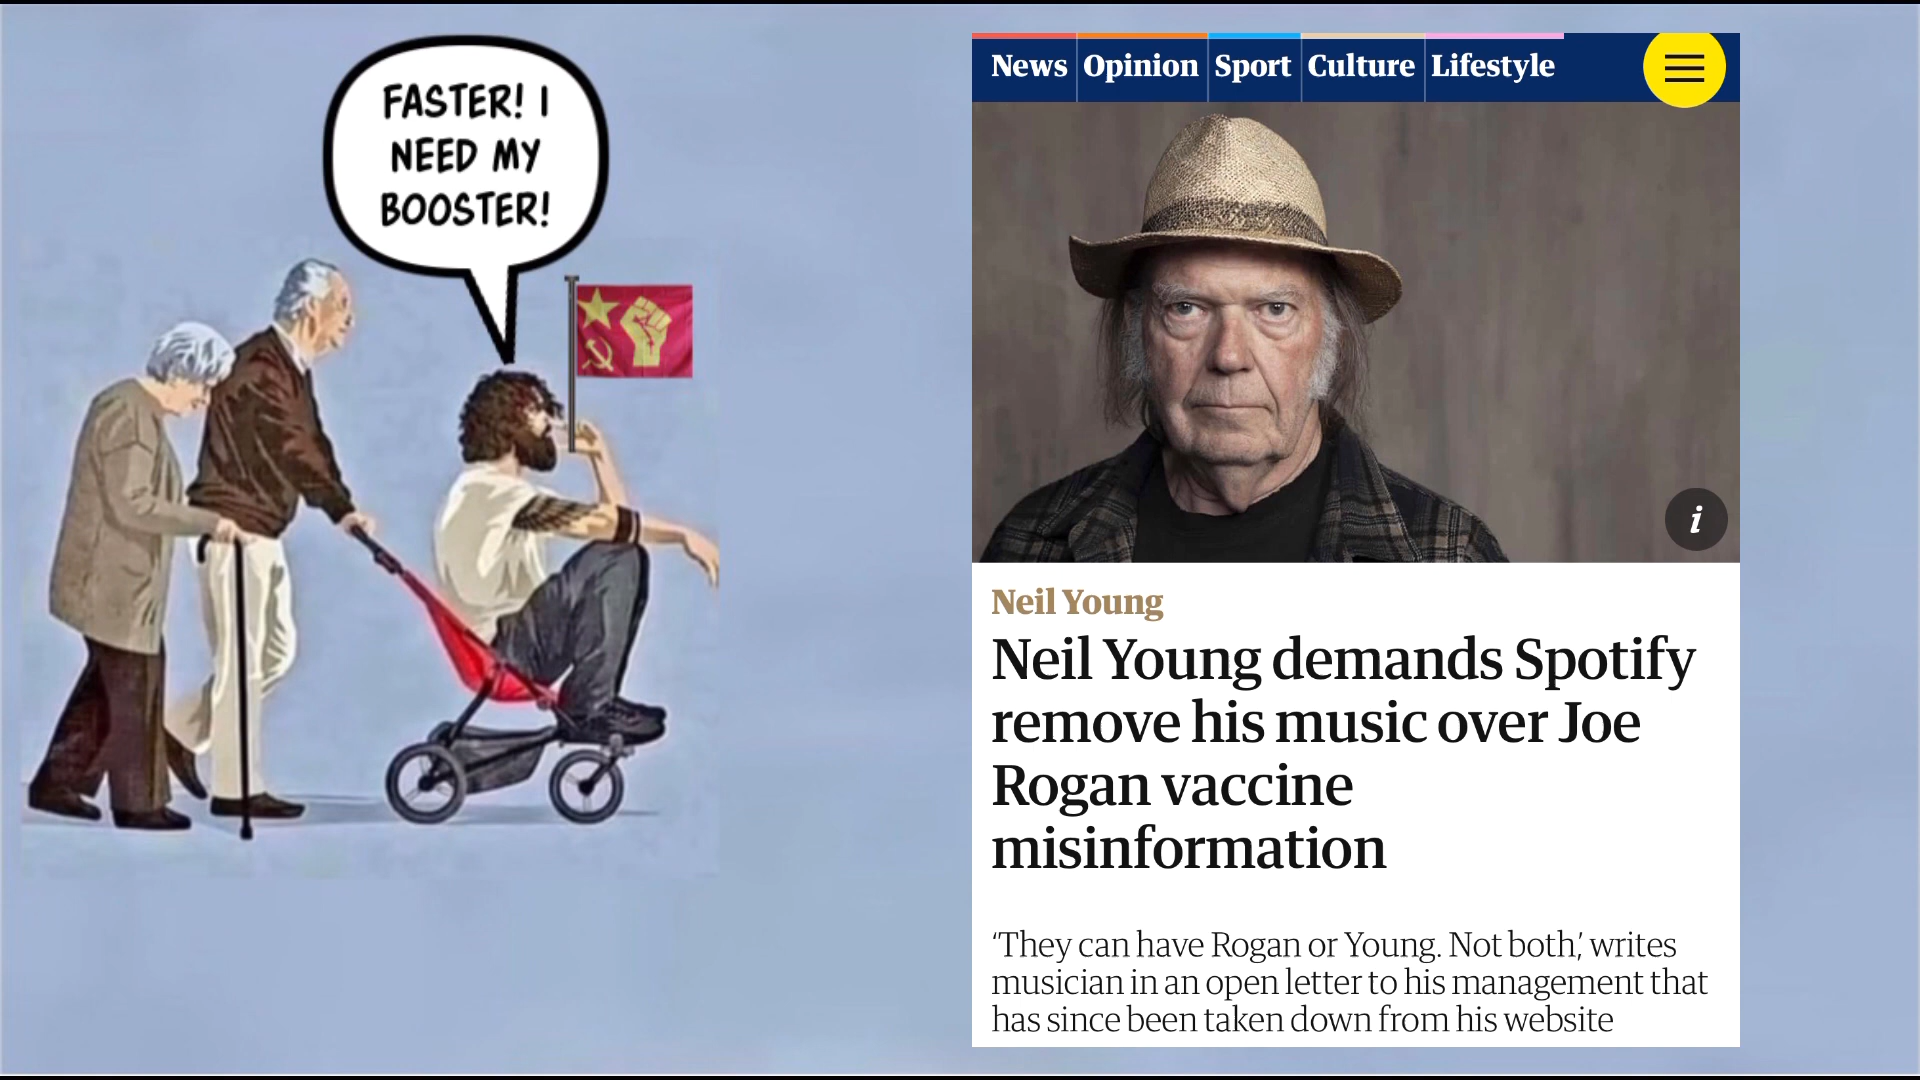 FASTER! I
NEED MY
BOOSTER!
News Opinion Sport Culture Lifestyle
i
Neil Young
Neil Young demands Spotify
remove his music over Joe
Rogan vaccine
misinformation
‘They can have Rogan or Young. Not both,’ writes
musician in an open letter to his management that
has since been taken down from his website